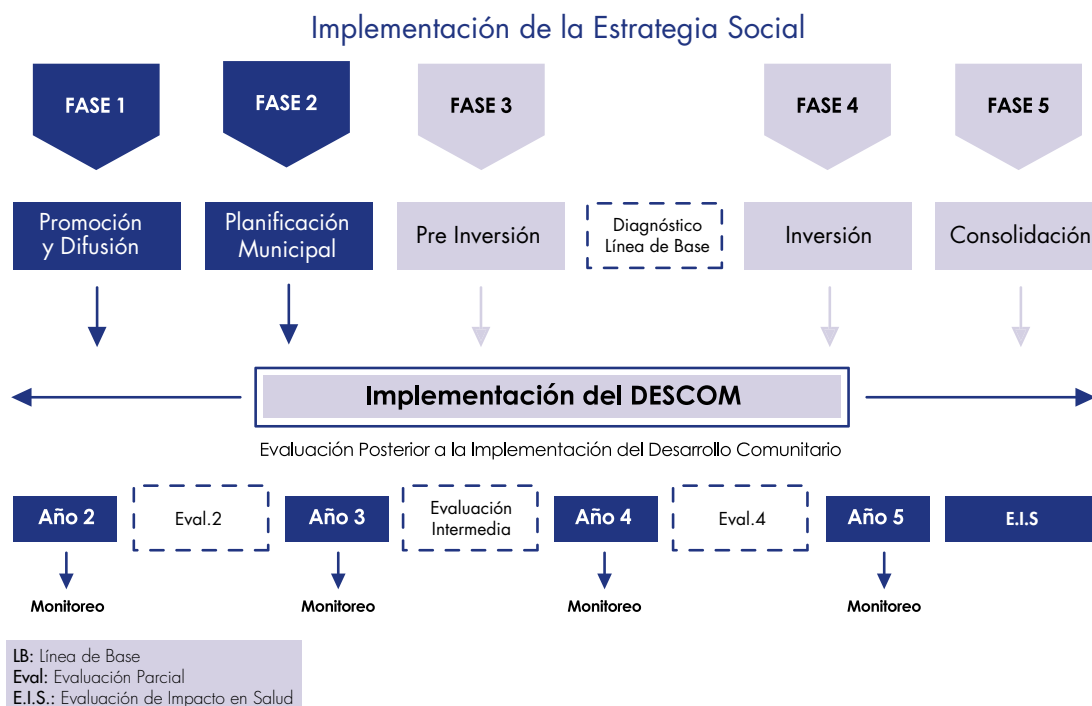 Implementación de la Estrategia Social
FASE 1
FASE 2
FASE 3
FASE 4
FASE 5
Promoción
y Difusión
Planificación
Municipal
Pre Inversión
Diagnóstico
Línea de Base
Inversión
Consolidación
Implementación del DESCOM
Evaluación Posterior a la Implementación del Desarrollo Comunitario
Año 2
Eval.2
Año 3
Evaluación
Intermedia
Año 4
Eval.4
Año 5
E.I.S
Monitoreo
Monitoreo
Monitoreo
Monitoreo
LB: Línea de Base
Eval: Evaluación Parcial
E.I.S.: Evaluación de Impacto en Salud